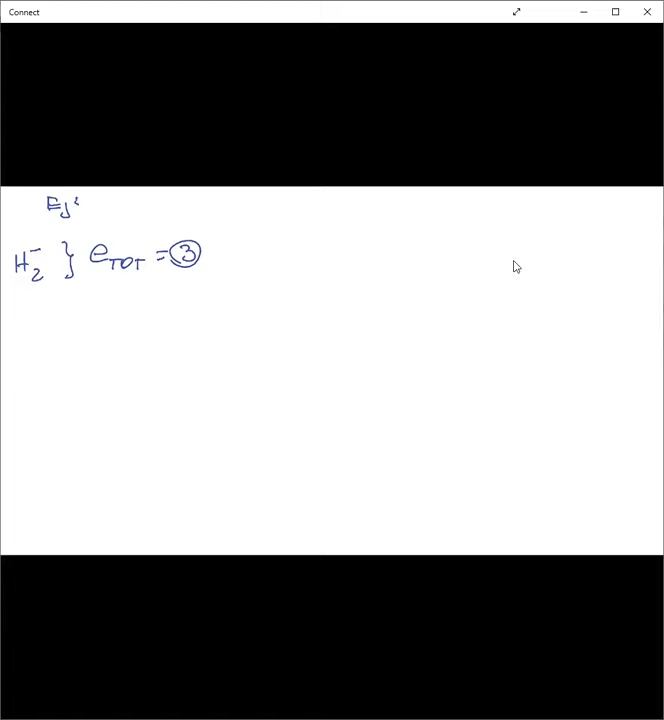 Connect
Ej:
H₂⁻ } e_TOT = 3